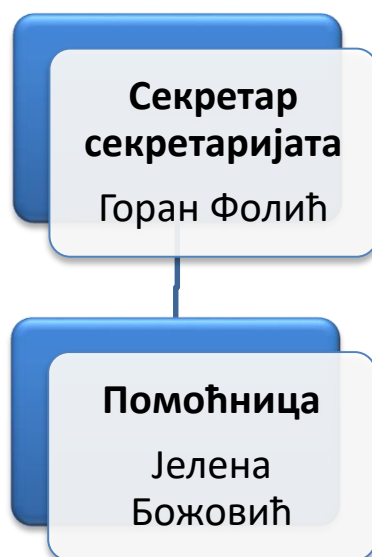 Секретар
секретаријата
Горан Фолић
Помоћница
Јелена
Божовић